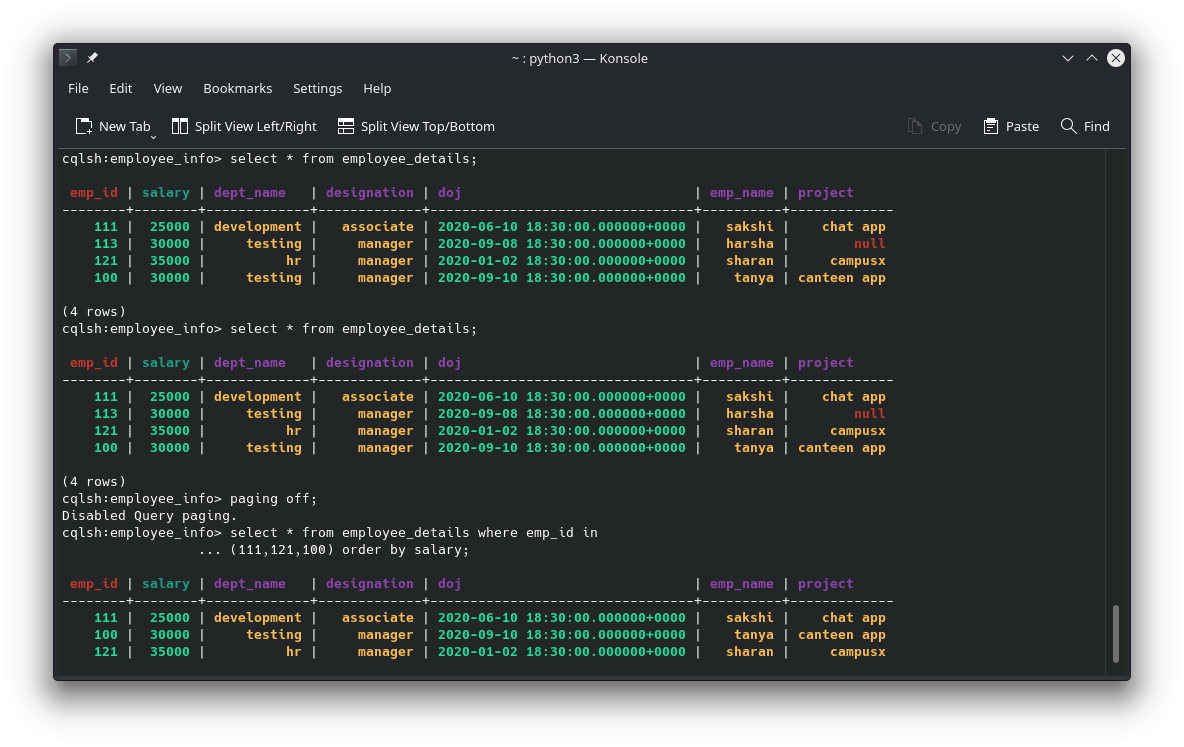 ~ : python3 — Konsole
File Edit View Bookmarks Settings Help
New Tab Split View Left/Right Split View Top/Bottom Copy Paste Find
cqlsh:employee_info> select * from employee_details;
 emp_id | salary | dept_name   | designation | doj                             | emp_name | project
--------+--------+-------------+-------------+---------------------------------+----------+-------------
    111 |  25000 | development |   associate | 2020-06-10 18:30:00.000000+0000 |   sakshi |    chat app
    113 |  30000 |     testing |     manager | 2020-09-08 18:30:00.000000+0000 |   harsha |        null
    121 |  35000 |          hr |     manager | 2020-01-02 18:30:00.000000+0000 |   sharan |     campusx
    100 |  30000 |     testing |     manager | 2020-09-10 18:30:00.000000+0000 |    tanya | canteen app
(4 rows)
cqlsh:employee_info> select * from employee_details;
 emp_id | salary | dept_name   | designation | doj                             | emp_name | project
--------+--------+-------------+-------------+---------------------------------+----------+-------------
    111 |  25000 | development |   associate | 2020-06-10 18:30:00.000000+0000 |   sakshi |    chat app
    113 |  30000 |     testing |     manager | 2020-09-08 18:30:00.000000+0000 |   harsha |        null
    121 |  35000 |          hr |     manager | 2020-01-02 18:30:00.000000+0000 |   sharan |     campusx
    100 |  30000 |     testing |     manager | 2020-09-10 18:30:00.000000+0000 |    tanya | canteen app
(4 rows)
cqlsh:employee_info> paging off;
Disabled Query paging.
cqlsh:employee_info> select * from employee_details where emp_id in
                 ... (111,121,100) order by salary;
 emp_id | salary | dept_name   | designation | doj                             | emp_name | project
--------+--------+-------------+-------------+---------------------------------+----------+-------------
    111 |  25000 | development |   associate | 2020-06-10 18:30:00.000000+0000 |   sakshi |    chat app
    100 |  30000 |     testing |     manager | 2020-09-10 18:30:00.000000+0000 |    tanya | canteen app
    121 |  35000 |          hr |     manager | 2020-01-02 18:30:00.000000+0000 |   sharan |     campusx